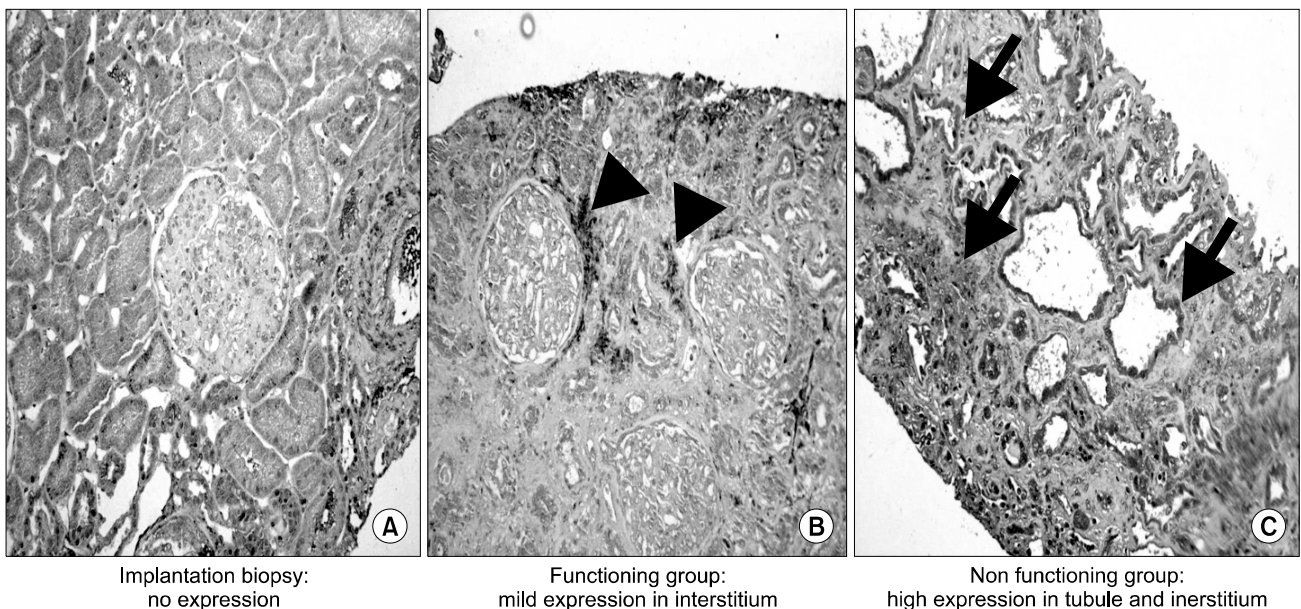 A
B
C
Implantation biopsy:
no expression
Functioning group:
mild expression in interstitium
Non functioning group:
high expression in tubule and inerstitium